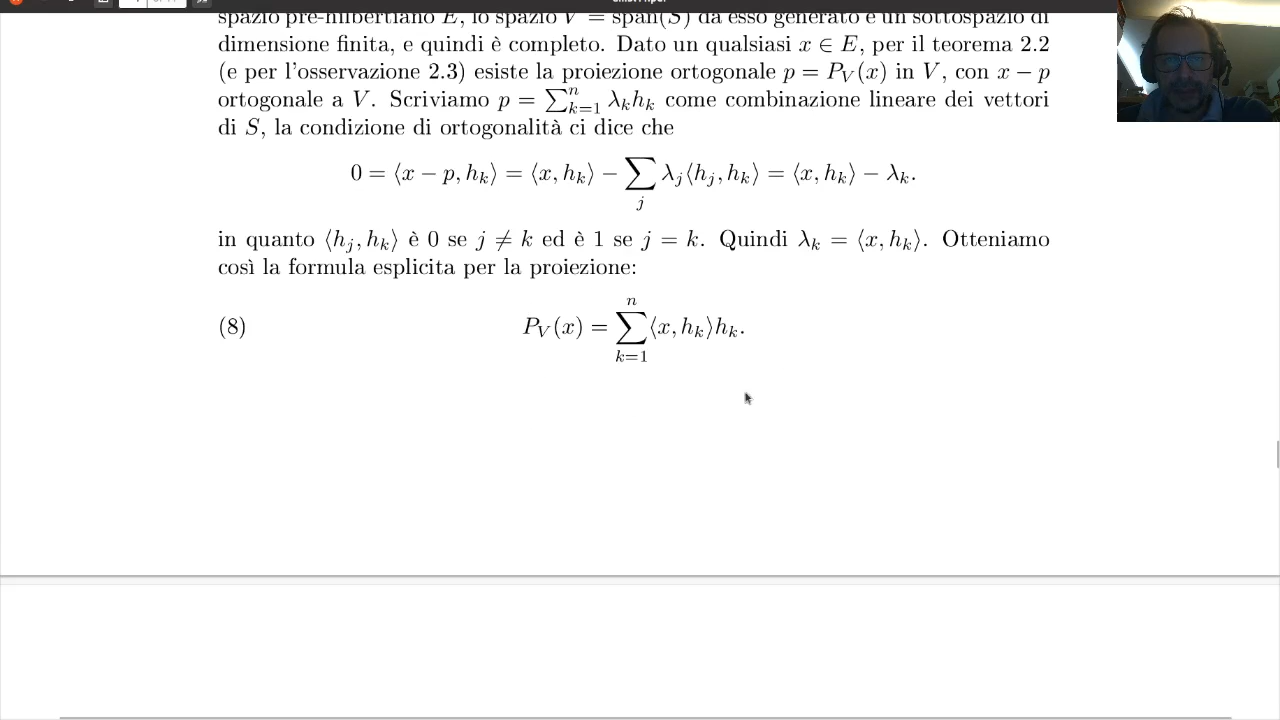 spazio pre-hilbertiano E, lo spazio V = span(S) da esso generato è un sottospazio di
dimensione finita, e quindi è completo. Dato un qualsiasi x ∈ E, per il teorema 2.2
(e per l'osservazione 2.3) esiste la proiezione ortogonale p = P_V(x) in V, con x − p
ortogonale a V. Scriviamo p = ∑_{k=1}^{n} λ_k h_k come combinazione lineare dei vettori
di S, la condizione di ortogonalità ci dice che
0 = ⟨x − p, h_k⟩ = ⟨x, h_k⟩ − ∑_j λ_j⟨h_j, h_k⟩ = ⟨x, h_k⟩ − λ_k.
in quanto ⟨h_j, h_k⟩ è 0 se j ≠ k ed è 1 se j = k. Quindi λ_k = ⟨x, h_k⟩. Otteniamo
così la formula esplicita per la proiezione:
(8) P_V(x) = ∑_{k=1}^{n} ⟨x, h_k⟩h_k.